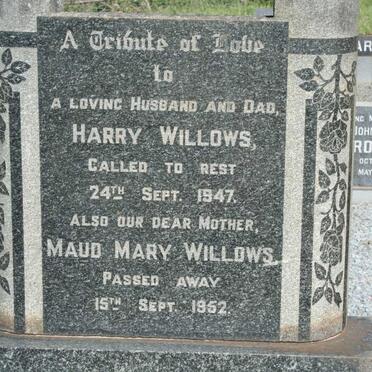 A Tribute of Love
to
A LOVING HUSBAND AND DAD,
HARRY WILLOWS,
CALLED TO REST
24TH SEPT. 1947.
ALSO OUR DEAR MOTHER,
MAUD MARY WILLOWS,
PASSED AWAY
15TH SEPT. 1952.